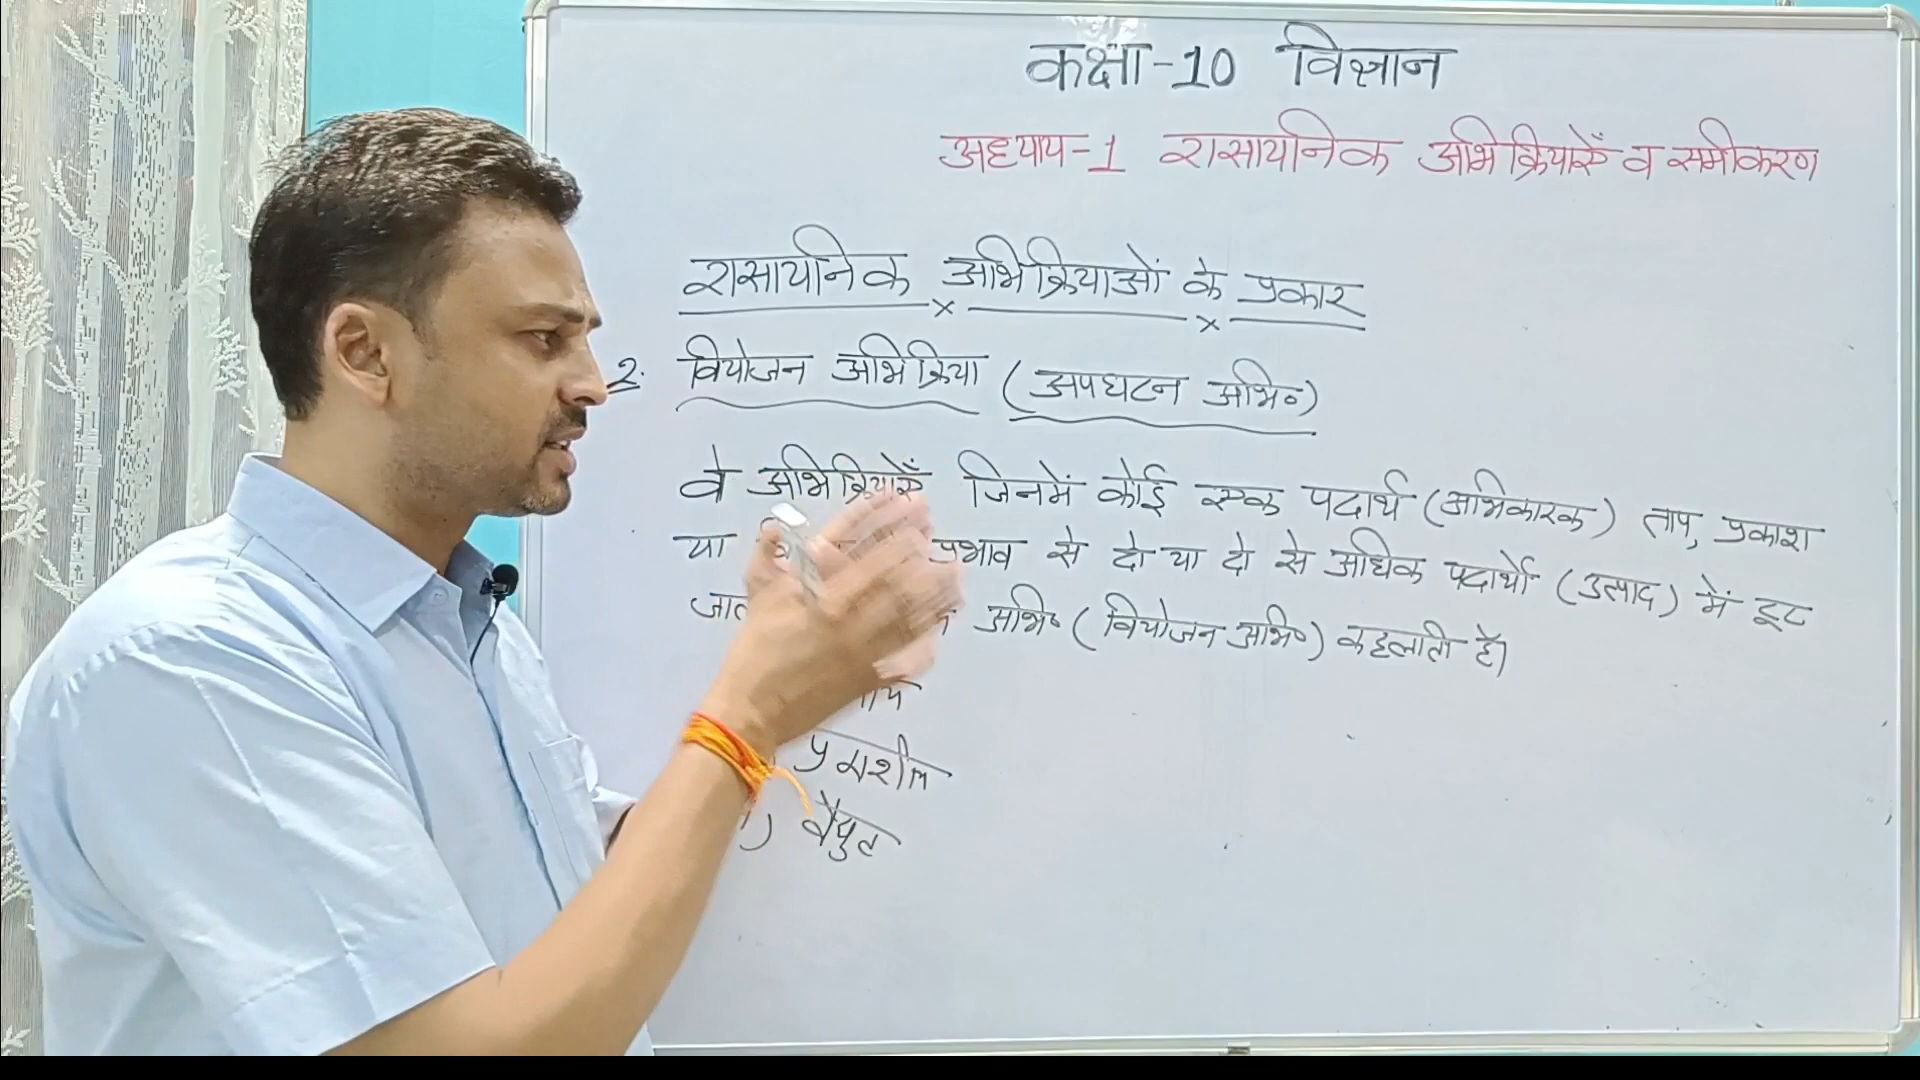 कक्षा-10 विज्ञान
अध्याय-1 रासायनिक अभिक्रियाएँ व समीकरण
रासायनिक अभिक्रियाओं के प्रकार
2. वियोजन अभिक्रिया (अपघटन अभि०)
वे अभिक्रियाएँ जिनमें कोई एक पदार्थ (अभिकारक) ताप, प्रकाश
या प्रभाव से दो या दो से अधिक पदार्थों (उत्पाद) में टूट
अभि० (वियोजन अभि०) कहलाती है।
वैद्युत